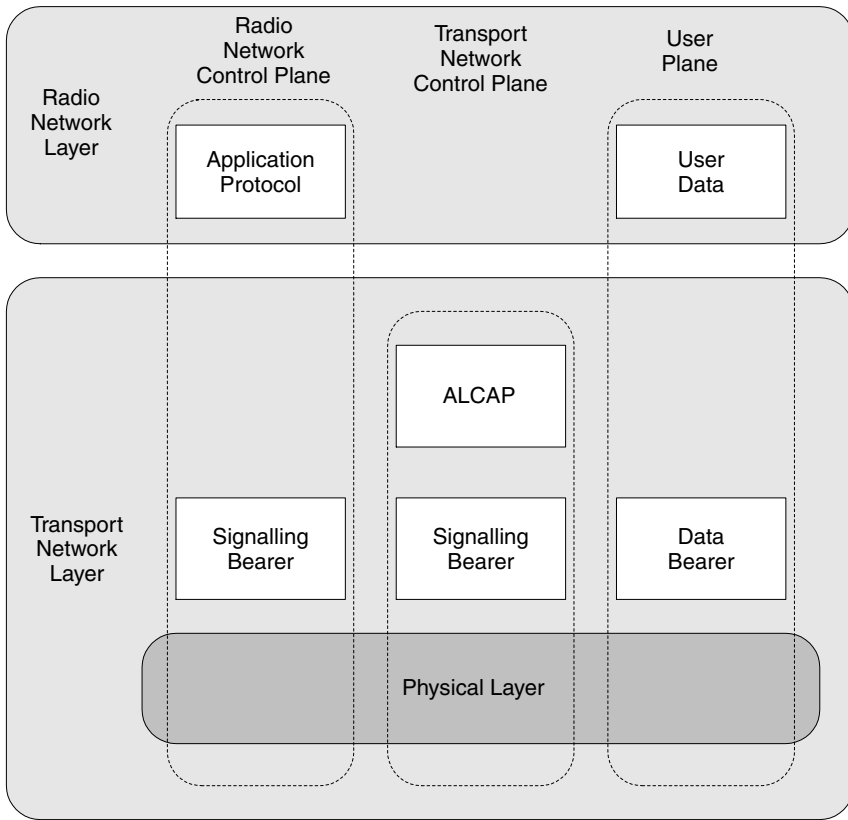 Radio
Network
Control Plane
Transport
Network
Control Plane
User
Plane
Radio
Network
Layer
Application
Protocol
User
Data
ALCAP
Transport
Network
Layer
Signalling
Bearer
Signalling
Bearer
Data
Bearer
Physical Layer